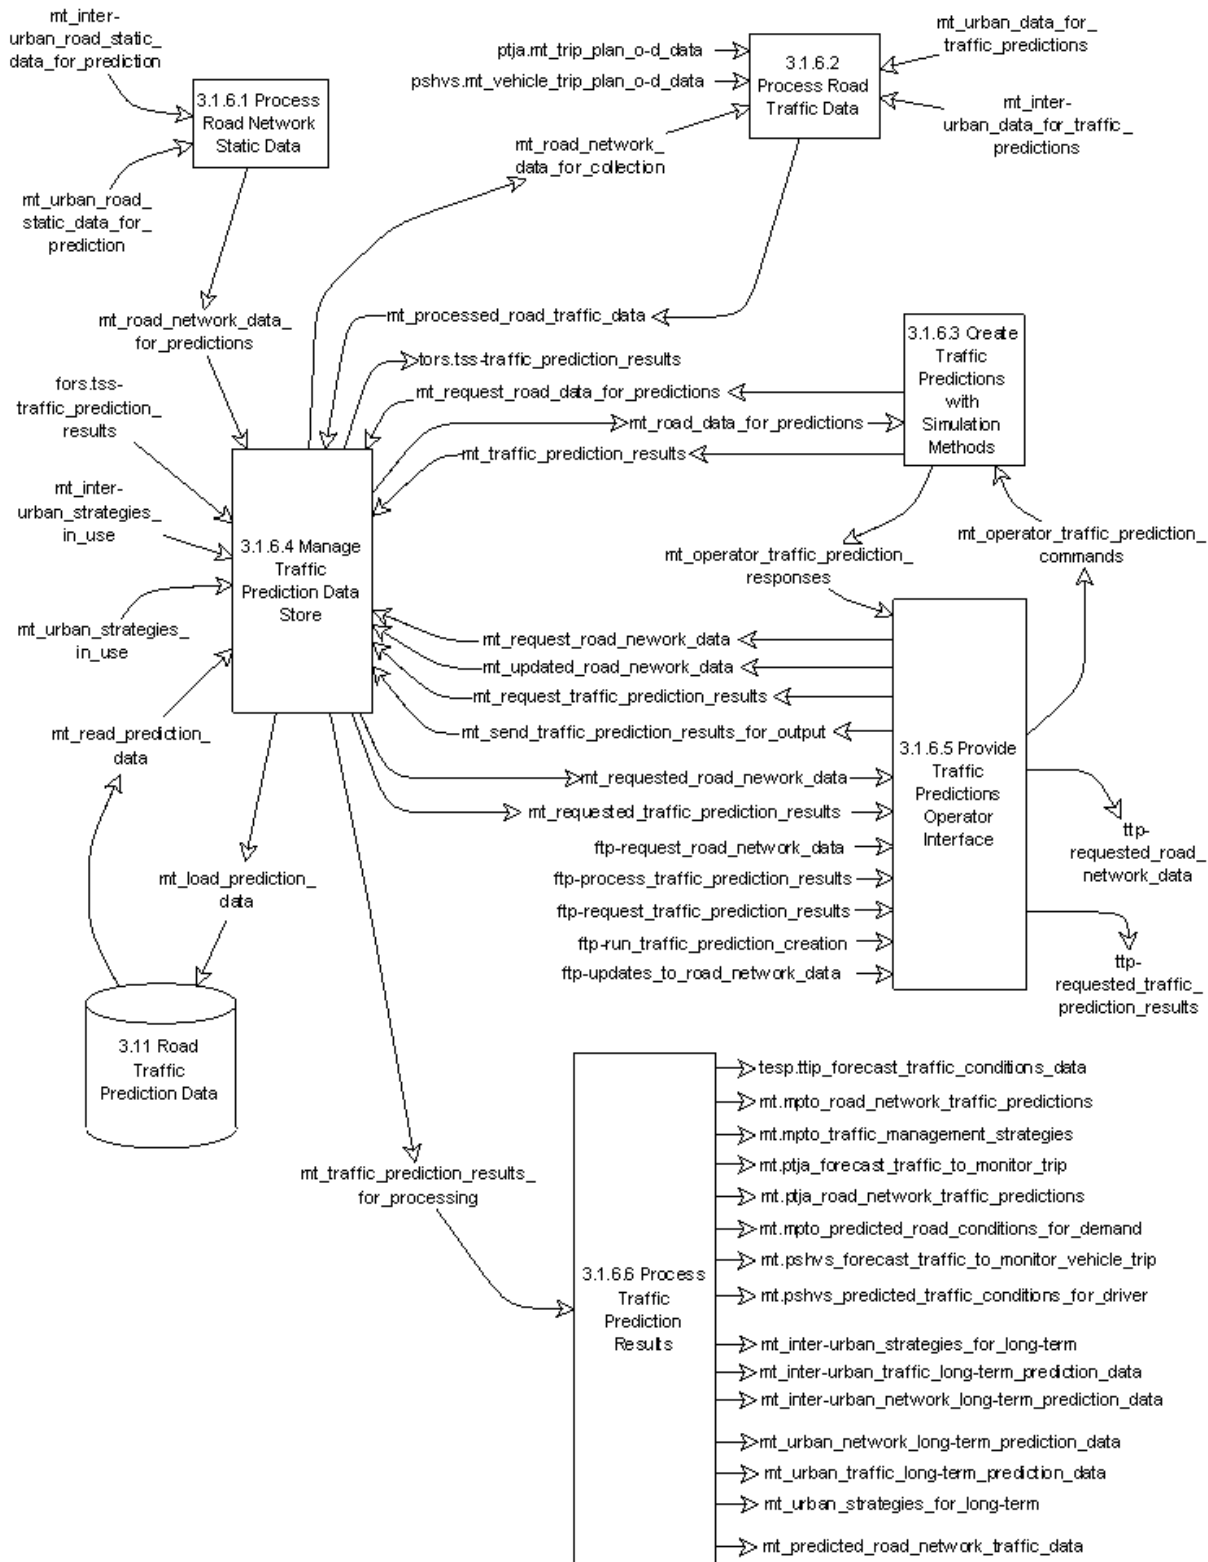 mt_inter-
urban_road_static_
data_for_prediction
3.1.6.1 Process
Road Network
Static Data
mt_urban_road_
static_data_for_
prediction
ptja.mt_trip_plan_o-d_data
pshvs.mt_vehicle_trip_plan_o-d_data
3.1.6.2
Process Road
Traffic Data
mt_urban_data_for_
traffic_predictions
mt_inter-
urban_data_for_traffic_
predictions
mt_road_network_
data_for_collection
mt_road_network_data_
for_predictions
mt_processed_road_traffic_data
tors.tss-traffic_prediction_results
mt_request_road_data_for_predictions
mt_road_data_for_predictions
mt_traffic_prediction_results
3.1.6.3 Create
Traffic
Predictions
with
Simulation
Methods
fors.tss-
traffic_prediction_
results
mt_inter-
urban_strategies_
in_use
mt_urban_strategies_
in_use
3.1.6.4 Manage
Traffic
Prediction Data
Store
mt_operator_traffic_prediction_
responses
mt_operator_traffic_prediction_
commands
mt_request_road_nework_data
mt_updated_road_nework_data
mt_request_traffic_prediction_results
mt_send_traffic_prediction_results_for_output
mt_requested_road_nework_data
mt_requested_traffic_prediction_results
ftp-request_road_network_data
ftp-process_traffic_prediction_results
ftp-request_traffic_prediction_results
ftp-run_traffic_prediction_creation
ftp-updates_to_road_network_data
3.1.6.5 Provide
Traffic
Predictions
Operator
Interface
ttp-
requested_road_
network_data
ttp-
requested_traffic_
prediction_results
mt_read_prediction_
data
mt_load_prediction_
data
3.11 Road
Traffic
Prediction Data
mt_traffic_prediction_results_
for_processing
3.1.6.6 Process
Traffic
Prediction
Results
tesp.ttip_forecast_traffic_conditions_data
mt.mpto_road_network_traffic_predictions
mt.mpto_traffic_management_strategies
mt.ptja_forecast_traffic_to_monitor_trip
mt.ptja_road_network_traffic_predictions
mt.mpto_predicted_road_conditions_for_demand
mt.pshvs_forecast_traffic_to_monitor_vehicle_trip
mt.pshvs_predicted_traffic_conditions_for_driver
mt_inter-urban_strategies_for_long-term
mt_inter-urban_traffic_long-term_prediction_data
mt_inter-urban_network_long-term_prediction_data
mt_urban_network_long-term_prediction_data
mt_urban_traffic_long-term_prediction_data
mt_urban_strategies_for_long-term
mt_predicted_road_network_traffic_data